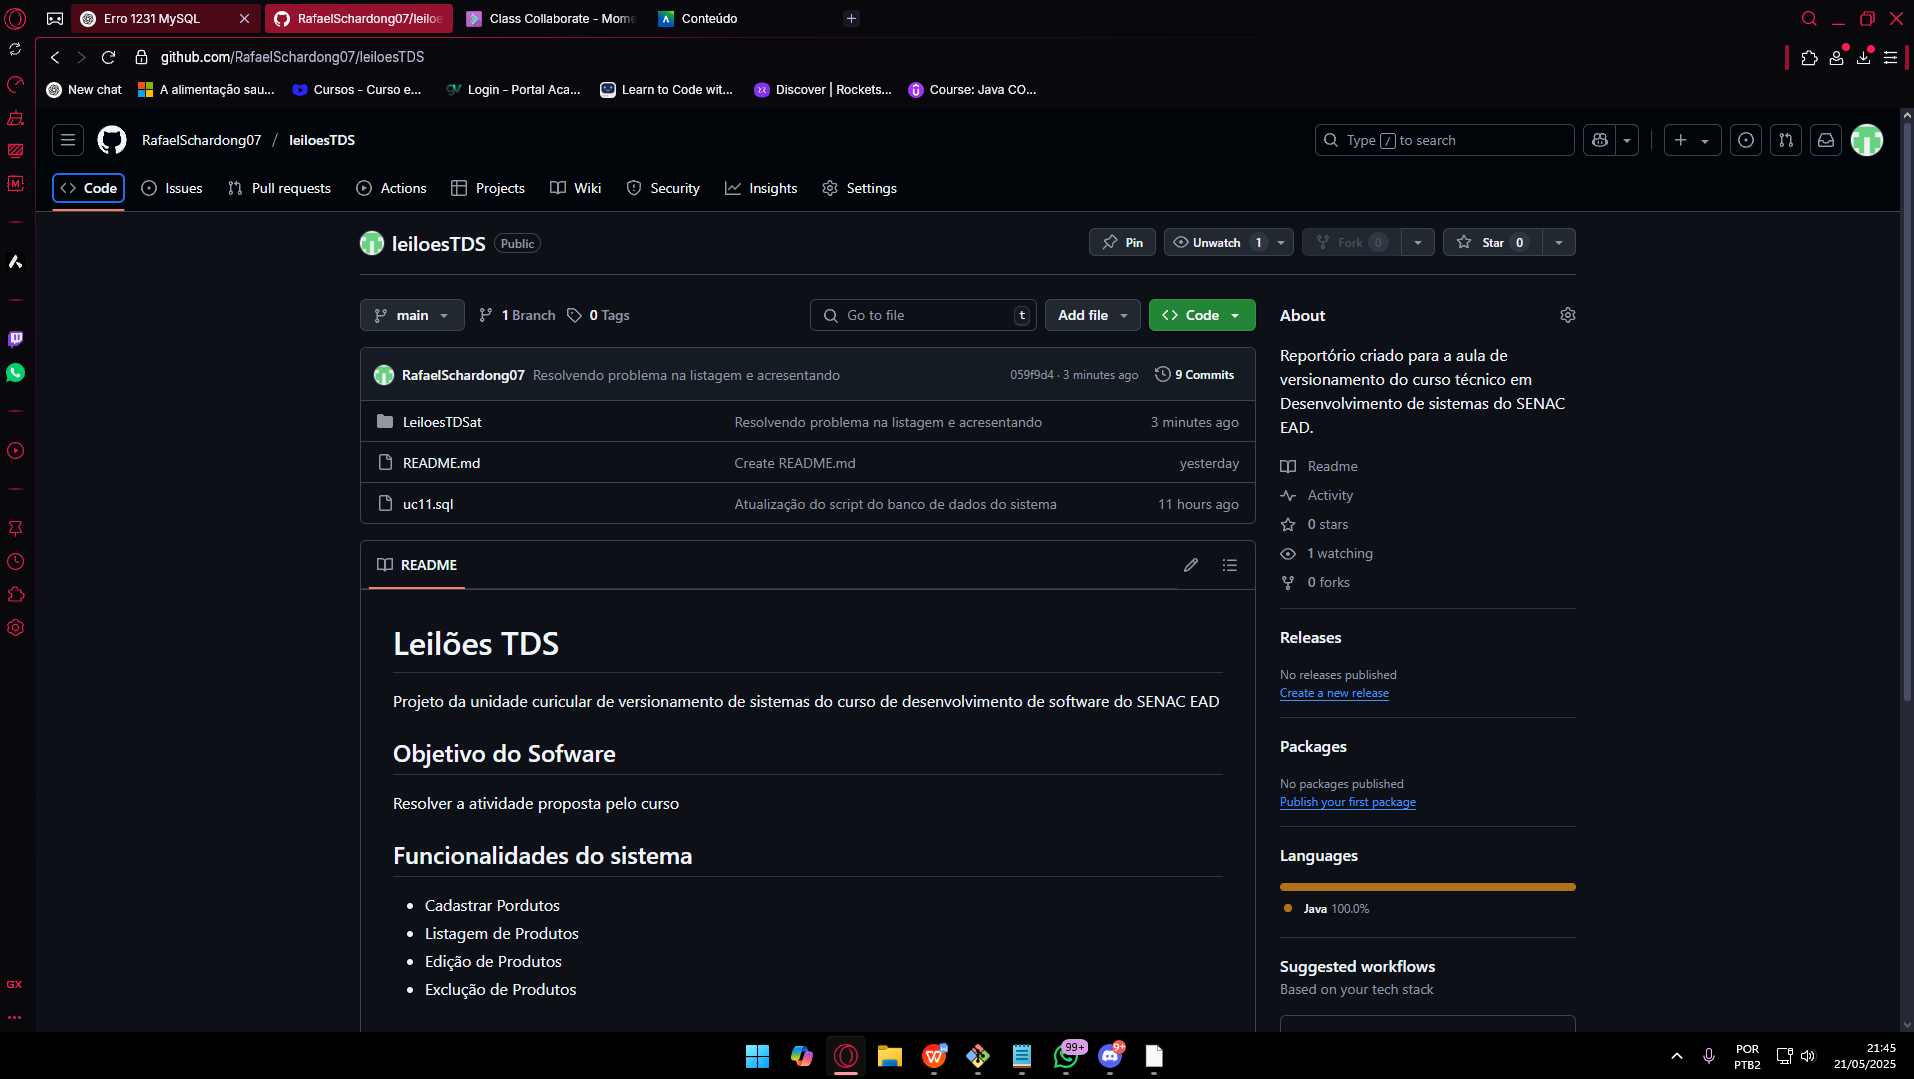 Erro 1231 MySQL
RafaelSchardong07/leiloe
Class Collaborate - Mome
Conteúdo
github.com/RafaelSchardong07/leiloesTDS
New chat
A alimentação sau...
Cursos - Curso e...
Login - Portal Aca...
Learn to Code wit...
Discover | Rockets...
Course: Java CO...
RafaelSchardong07 / leiloesTDS
Type / to search
Code
Issues
Pull requests
Actions
Projects
Wiki
Security
Insights
Settings
leiloesTDS Public
Pin
Unwatch 1
Fork 0
Star 0
main
1 Branch
0 Tags
Go to file t
Add file
Code
RafaelSchardong07 Resolvendo problema na listagem e acresentando 059f9d4 · 3 minutes ago 9 Commits
LeiloesTDSat Resolvendo problema na listagem e acresentando 3 minutes ago
README.md Create README.md yesterday
uc11.sql Atualização do script do banco de dados do sistema 11 hours ago
README
Leilões TDS
Projeto da unidade curicular de versionamento de sistemas do curso de desenvolvimento de software do SENAC EAD
Objetivo do Sofware
Resolver a atividade proposta pelo curso
Funcionalidades do sistema
Cadastrar Pordutos
Listagem de Produtos
Edição de Produtos
Exclução de Produtos
About
Reportório criado para a aula de
versionamento do curso técnico em
Desenvolvimento de sistemas do SENAC
EAD.
Readme
Activity
0 stars
1 watching
0 forks
Releases
No releases published
Create a new release
Packages
No packages published
Publish your first package
Languages
Java 100.0%
Suggested workflows
Based on your tech stack
GX
99+
9+
POR
PTB2
21:45
21/05/2025